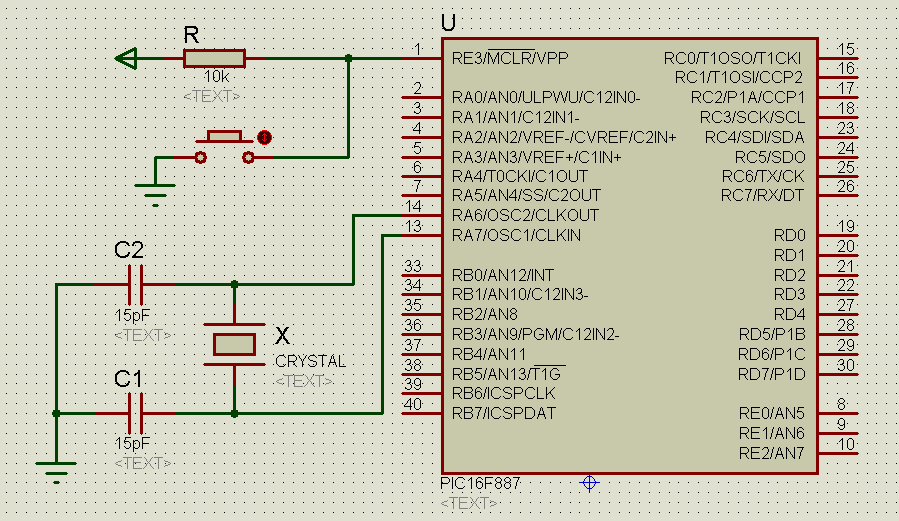 U
R
10k
<TEXT>
C2
15pF
<TEXT>
X
CRYSTAL
<TEXT>
C1
15pF
<TEXT>
1 RE3/MCLR/VPP RC0/T1OSO/T1CKI 15
RC1/T1OSI/CCP2 16
2 RA0/AN0/ULPWU/C12IN0- RC2/P1A/CCP1 17
3 RA1/AN1/C12IN1- RC3/SCK/SCL 18
4 RA2/AN2/VREF-/CVREF/C2IN+ RC4/SDI/SDA 23
5 RA3/AN3/VREF+/C1IN+ RC5/SDO 24
6 RA4/T0CKI/C1OUT RC6/TX/CK 25
7 RA5/AN4/SS/C2OUT RC7/RX/DT 26
14 RA6/OSC2/CLKOUT
13 RA7/OSC1/CLKIN RD0 19
RD1 20
33 RB0/AN12/INT RD2 21
34 RB1/AN10/C12IN3- RD3 22
35 RB2/AN8 RD4 27
36 RB3/AN9/PGM/C12IN2- RD5/P1B 28
37 RB4/AN11 RD6/P1C 29
38 RB5/AN13/T1G RD7/P1D 30
39 RB6/ICSPCLK
40 RB7/ICSPDAT RE0/AN5 8
RE1/AN6 9
RE2/AN7 10
PIC16F887
<TEXT>